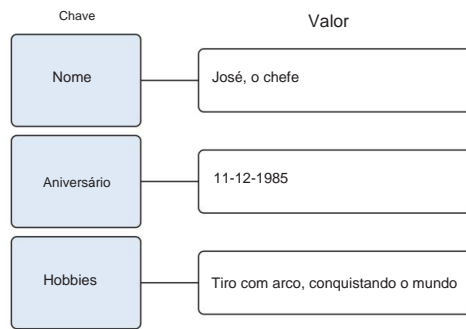 Chave
Valor
Nome
José, o chefe
Aniversário
11-12-1985
Hobbies
Tiro com arco, conquistando o mundo